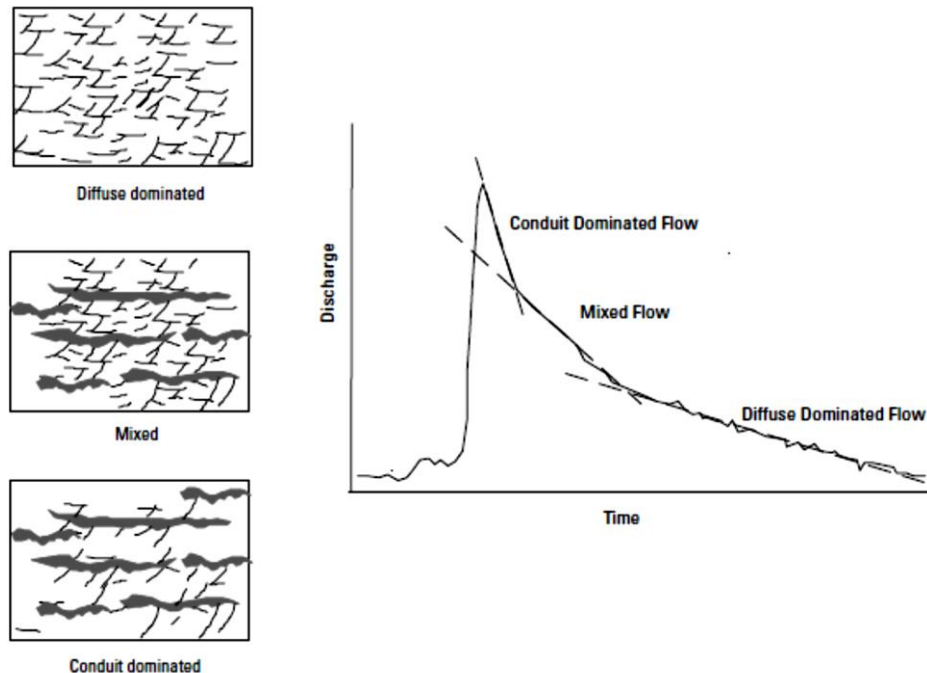 Diffuse dominated
Mixed
Conduit dominated
Discharge
Conduit Dominated Flow
Mixed Flow
Diffuse Dominated Flow
Time